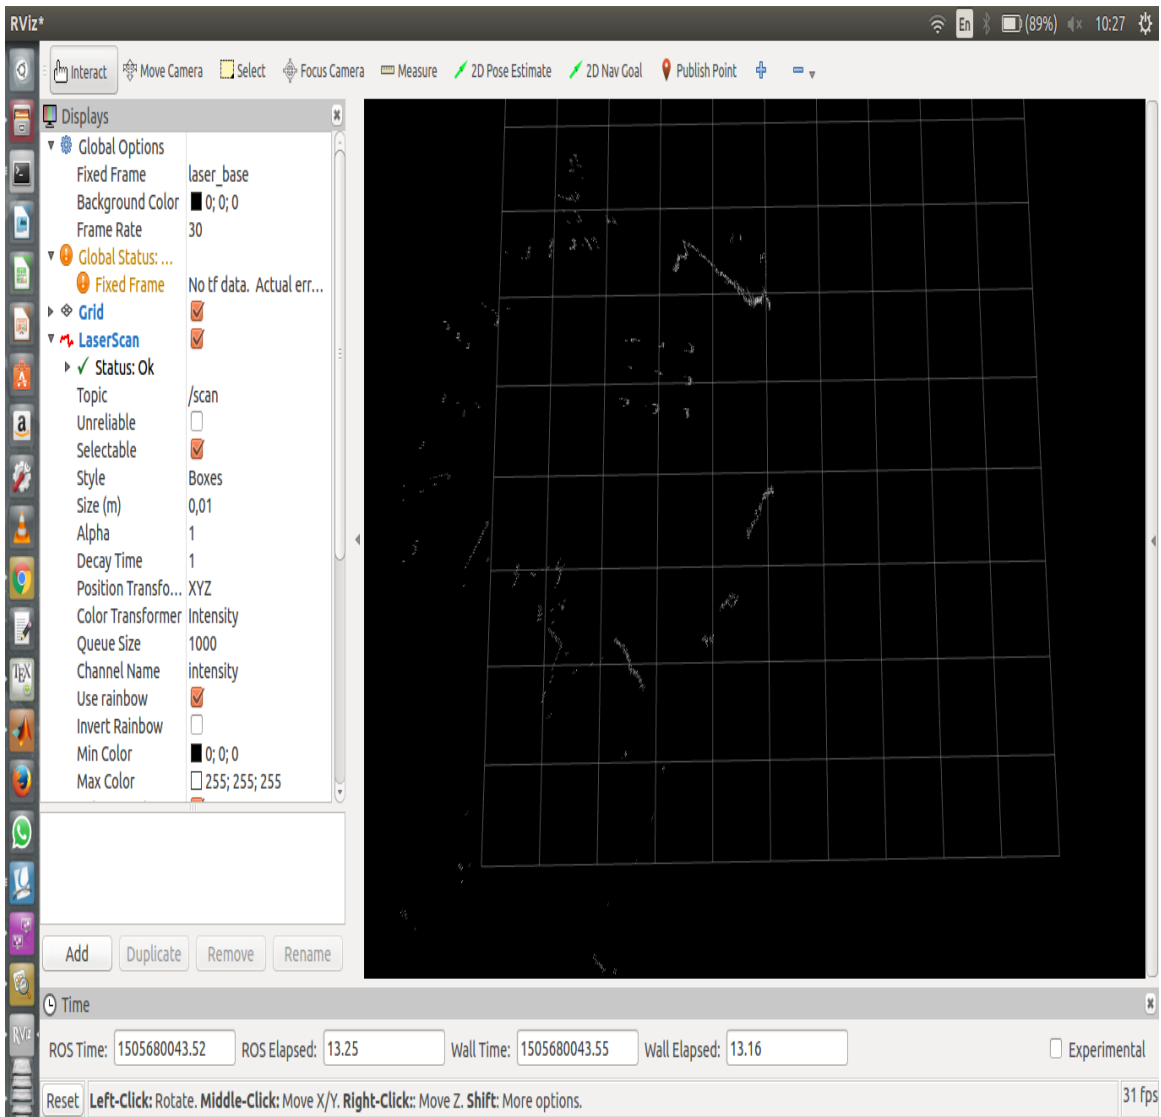 RViz*
En (89%) 10:27
Interact Move Camera Select Focus Camera Measure 2D Pose Estimate 2D Nav Goal Publish Point
Displays
Global Options
Fixed Frame laser_base
Background Color 0; 0; 0
Frame Rate 30
Global Status: ...
Fixed Frame No tf data. Actual err...
Grid
LaserScan
Status: Ok
Topic /scan
Unreliable
Selectable
Style Boxes
Size (m) 0,01
Alpha 1
Decay Time 1
Position Transfo... XYZ
Color Transformer Intensity
Queue Size 1000
Channel Name intensity
Use rainbow
Invert Rainbow
Min Color 0; 0; 0
Max Color 255; 255; 255
a
TEX
RViz
Add Duplicate Remove Rename
Time
ROS Time: 1505680043.52 ROS Elapsed: 13.25 Wall Time: 1505680043.55 Wall Elapsed: 13.16 Experimental
Reset Left-Click: Rotate. Middle-Click: Move X/Y. Right-Click:: Move Z. Shift: More options. 31 fps